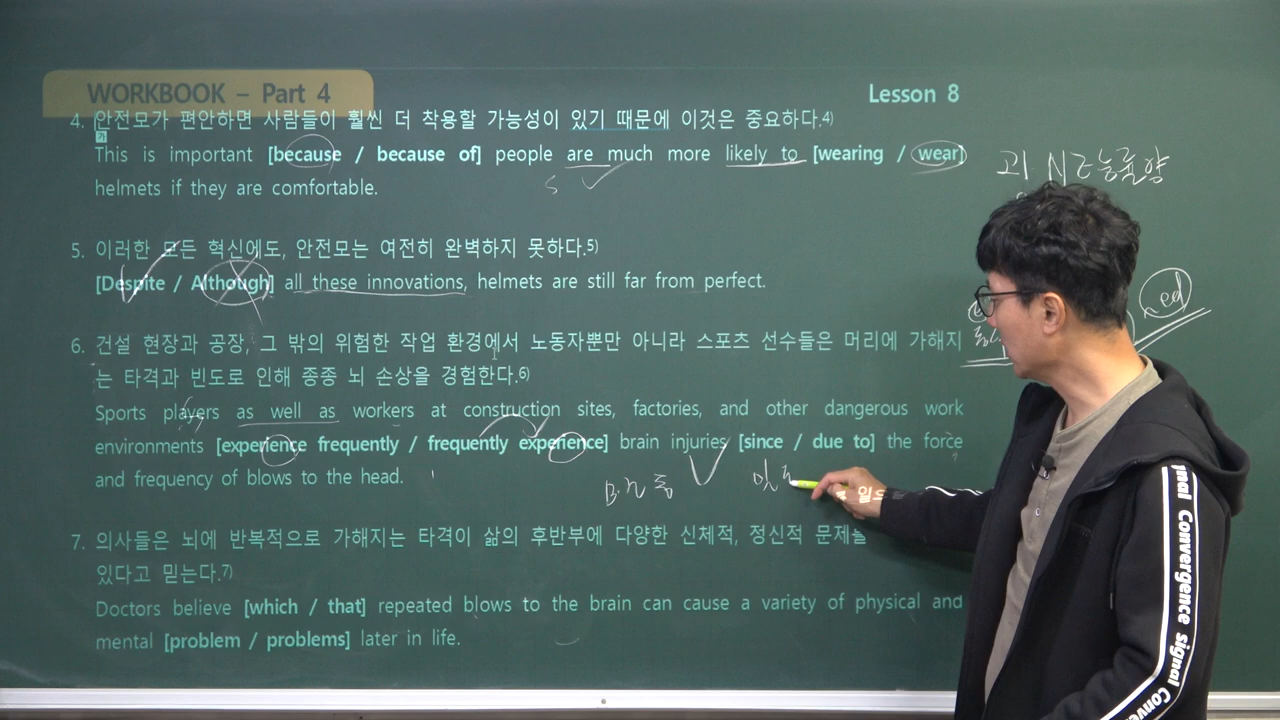 WORKBOOK – Part 4
Lesson 8
4. 안전모가 편안하면 사람들이 훨씬 더 착용할 가능성이 있기 때문에 이것은 중요하다.4)
This is important [because / because of] people are much more likely to [wearing / wear]
helmets if they are comfortable.
S
5. 이러한 모든 혁신에도, 안전모는 여전히 완벽하지 못하다.5)
[Despite / Although] all these innovations, helmets are still far from perfect.
ed
6. 건설 현장과 공장, 그 밖의 위험한 작업 환경에서 노동자뿐만 아니라 스포츠 선수들은 머리에 가해지
는 타격과 빈도로 인해 종종 뇌 손상을 경험한다.6)
Sports players as well as workers at construction sites, factories, and other dangerous work
environments [experience frequently / frequently experience] brain injuries [since / due to] the force
and frequency of blows to the head.
7. 의사들은 뇌에 반복적으로 가해지는 타격이 삶의 후반부에 다양한 신체적, 정신적 문제를
있다고 믿는다.7)
Doctors believe [which / that] repeated blows to the brain can cause a variety of physical and
mental [problem / problems] later in life.
Convergence signal